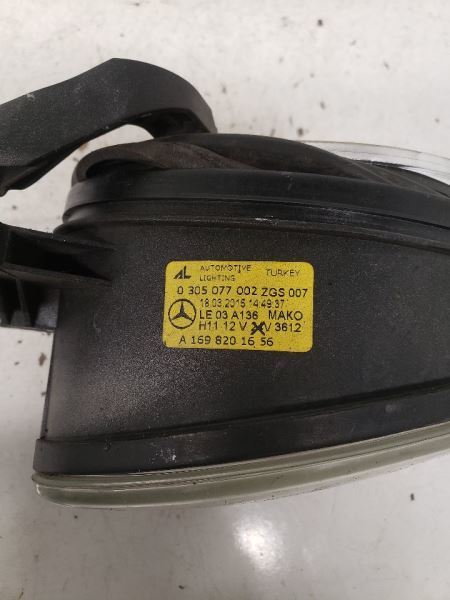 AL AUTOMOTIVE LIGHTING TURKEY
0 305 077 002 ZGS 007
18.03.2015 14:49:37
LE 03 A136 MAKO
H11 12 V V 3612
A 169 820 16 56